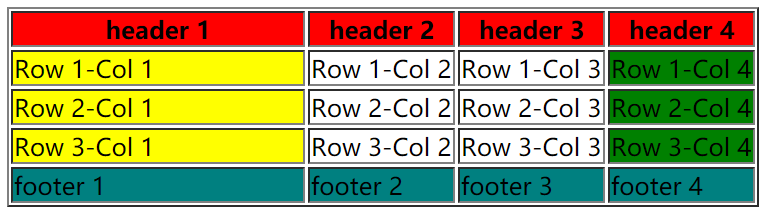 header 1 header 2 header 3 header 4
Row 1-Col 1 Row 1-Col 2 Row 1-Col 3 Row 1-Col 4
Row 2-Col 1 Row 2-Col 2 Row 2-Col 3 Row 2-Col 4
Row 3-Col 1 Row 3-Col 2 Row 3-Col 3 Row 3-Col 4
footer 1 footer 2 footer 3 footer 4